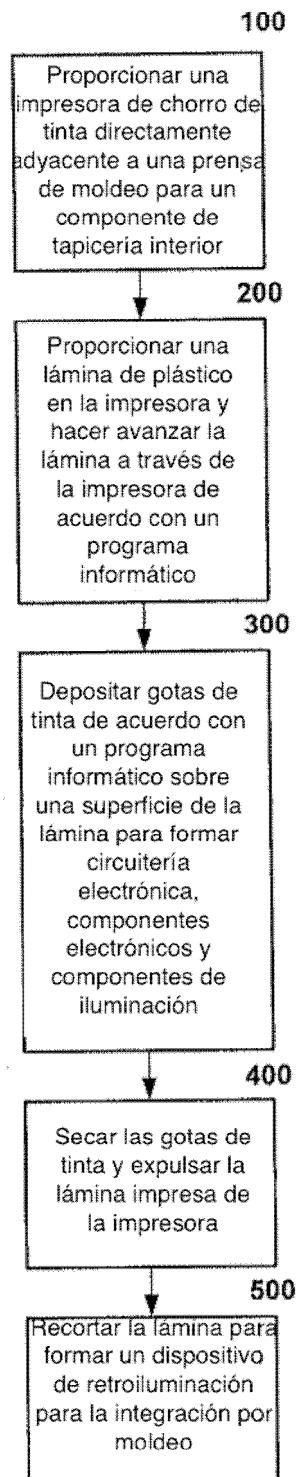 100
Proporcionar una
impresora de chorro de
tinta directamente
adyacente a una prensa
de moldeo para un
componente de
tapicería interior
200
Proporcionar una
lámina de plástico
en la impresora y
hacer avanzar la
lámina a través de
la impresora de
acuerdo con un
programa
informático
300
Depositar gotas de
tinta de acuerdo con
un programa
informático sobre
una superficie de la
lámina para formar
circuitería
electrónica,
componentes
electrónicos y
componentes de
iluminación
400
Secar las gotas de
tinta y expulsar la
lámina impresa de
la impresora
500
Recortar la lámina para
formar un dispositivo
de retroiluminación
para la integración por
moldeo